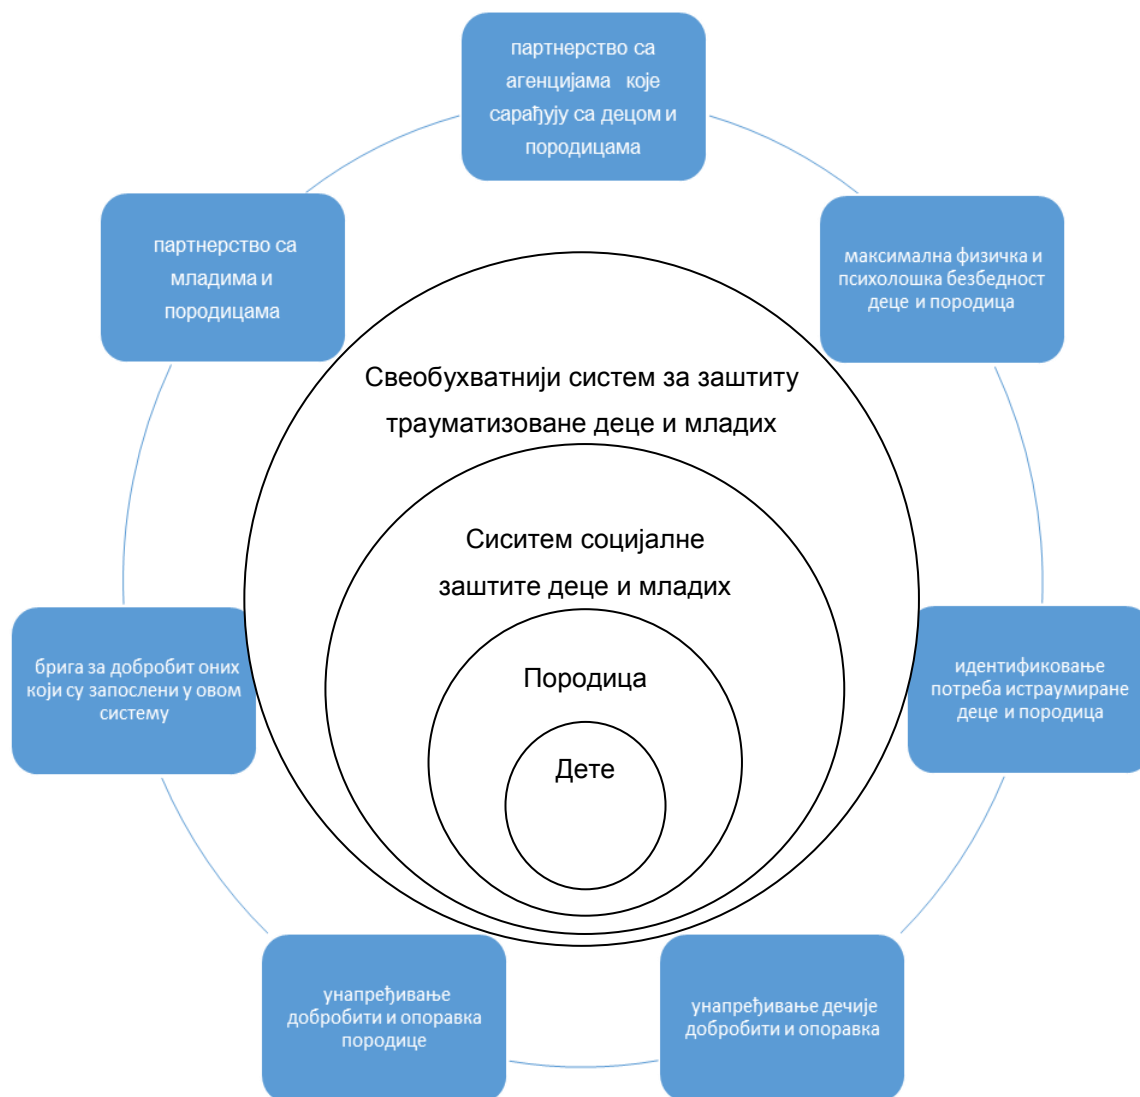 партнерство са
агенцијама које
сарађују са децом и
породицама
партнерство са
младима и
породицама
максимална физичка и
психолошка безбедност
деце и породица
Свеобухватнији систем за заштиту
трауматизоване деце и младих
Сиситем социјалне
заштите деце и младих
Породица
Дете
брига за добробит оних
који су запослени у овом
систему
идентификовање
потреба истраумиране
деце и породица
унапређивање
добробити и опоравка
породице
унапређивање дечије
добробити и опоравка